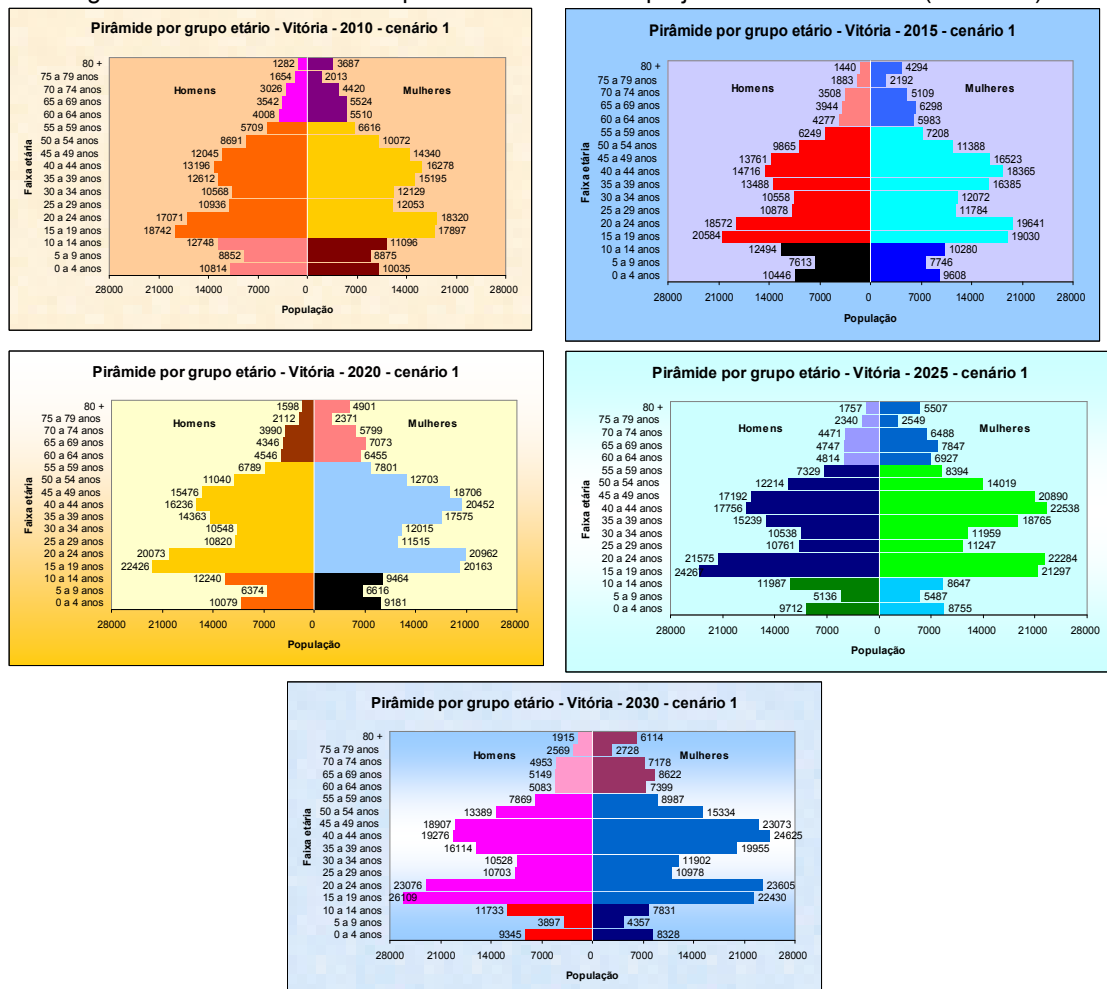 Pirâmide por grupo etário - Vitória - 2010 - cenário 1
Faixa etária
Homens
Mulheres
80 + 1282 3687
75 a 79 anos 1654 2013
70 a 74 anos 3026 4420
65 a 69 anos 3542 5524
60 a 64 anos 4008 5510
55 a 59 anos 5709 6616
50 a 54 anos 8691 10072
45 a 49 anos 12045 14340
40 a 44 anos 13196 16278
35 a 39 anos 12612 15195
30 a 34 anos 10568 12129
25 a 29 anos 10936 12053
20 a 24 anos 17071 18320
15 a 19 anos 18742 17897
10 a 14 anos 12748 11096
5 a 9 anos 8852 8875
0 a 4 anos 10814 10035
28000 21000 14000 7000 0 7000 14000 21000 28000
População
Pirâmide por grupo etário - Vitória - 2015 - cenário 1
Faixa etária
Homens
Mulheres
80 + 1440 4294
75 a 79 anos 1883 2192
70 a 74 anos 3508 5109
65 a 69 anos 3944 6298
60 a 64 anos 4277 5983
55 a 59 anos 6249 7208
50 a 54 anos 9865 11388
45 a 49 anos 13761 16523
40 a 44 anos 14716 18365
35 a 39 anos 13488 16385
30 a 34 anos 10558 12072
25 a 29 anos 10878 11784
20 a 24 anos 18572 19641
15 a 19 anos 20584 19030
10 a 14 anos 12494 10280
5 a 9 anos 7613 7746
0 a 4 anos 10446 9608
28000 21000 14000 7000 0 7000 14000 21000 28000
População
Pirâmide por grupo etário - Vitória - 2020 - cenário 1
Faixa etária
Homens
Mulheres
80 + 1598 4901
75 a 79 anos 2112 2371
70 a 74 anos 3990 5799
65 a 69 anos 4346 7073
60 a 64 anos 4546 6455
55 a 59 anos 6789 7801
50 a 54 anos 11040 12703
45 a 49 anos 15476 18706
40 a 44 anos 16236 20452
35 a 39 anos 14363 17575
30 a 34 anos 10548 12015
25 a 29 anos 10820 11515
20 a 24 anos 20073 20962
15 a 19 anos 22426 20163
10 a 14 anos 12240 9464
5 a 9 anos 6374 6616
0 a 4 anos 10079 9181
28000 21000 14000 7000 0 7000 14000 21000 28000
População
Pirâmide por grupo etário - Vitória - 2025 - cenário 1
Faixa etária
Homens
Mulheres
80 + 1757 5507
75 a 79 anos 2340 2549
70 a 74 anos 4471 6488
65 a 69 anos 4747 7847
60 a 64 anos 4814 6927
55 a 59 anos 7329 8394
50 a 54 anos 12214 14019
45 a 49 anos 17192 20890
40 a 44 anos 17756 22538
35 a 39 anos 15239 18765
30 a 34 anos 10538 11959
25 a 29 anos 10761 11247
20 a 24 anos 21575 22284
15 a 19 anos 2426 21297
10 a 14 anos 11987 8647
5 a 9 anos 5136 5487
0 a 4 anos 9712 8755
28000 21000 14000 7000 0 7000 14000 21000 28000
População
Pirâmide por grupo etário - Vitória - 2030 - cenário 1
Faixa etária
Homens
Mulheres
80 + 1915 6114
75 a 79 anos 2569 2728
70 a 74 anos 4953 7178
65 a 69 anos 5149 8622
60 a 64 anos 5083 7399
55 a 59 anos 7869 8987
50 a 54 anos 13389 15334
45 a 49 anos 18907 23073
40 a 44 anos 19276 24625
35 a 39 anos 16114 19955
30 a 34 anos 10528 11902
25 a 29 anos 10703 10978
20 a 24 anos 23076 23605
15 a 19 anos 26109 22430
10 a 14 anos 11733 7831
5 a 9 anos 3897 4357
0 a 4 anos 9345 8328
28000 21000 14000 7000 0 7000 14000 21000 28000
População